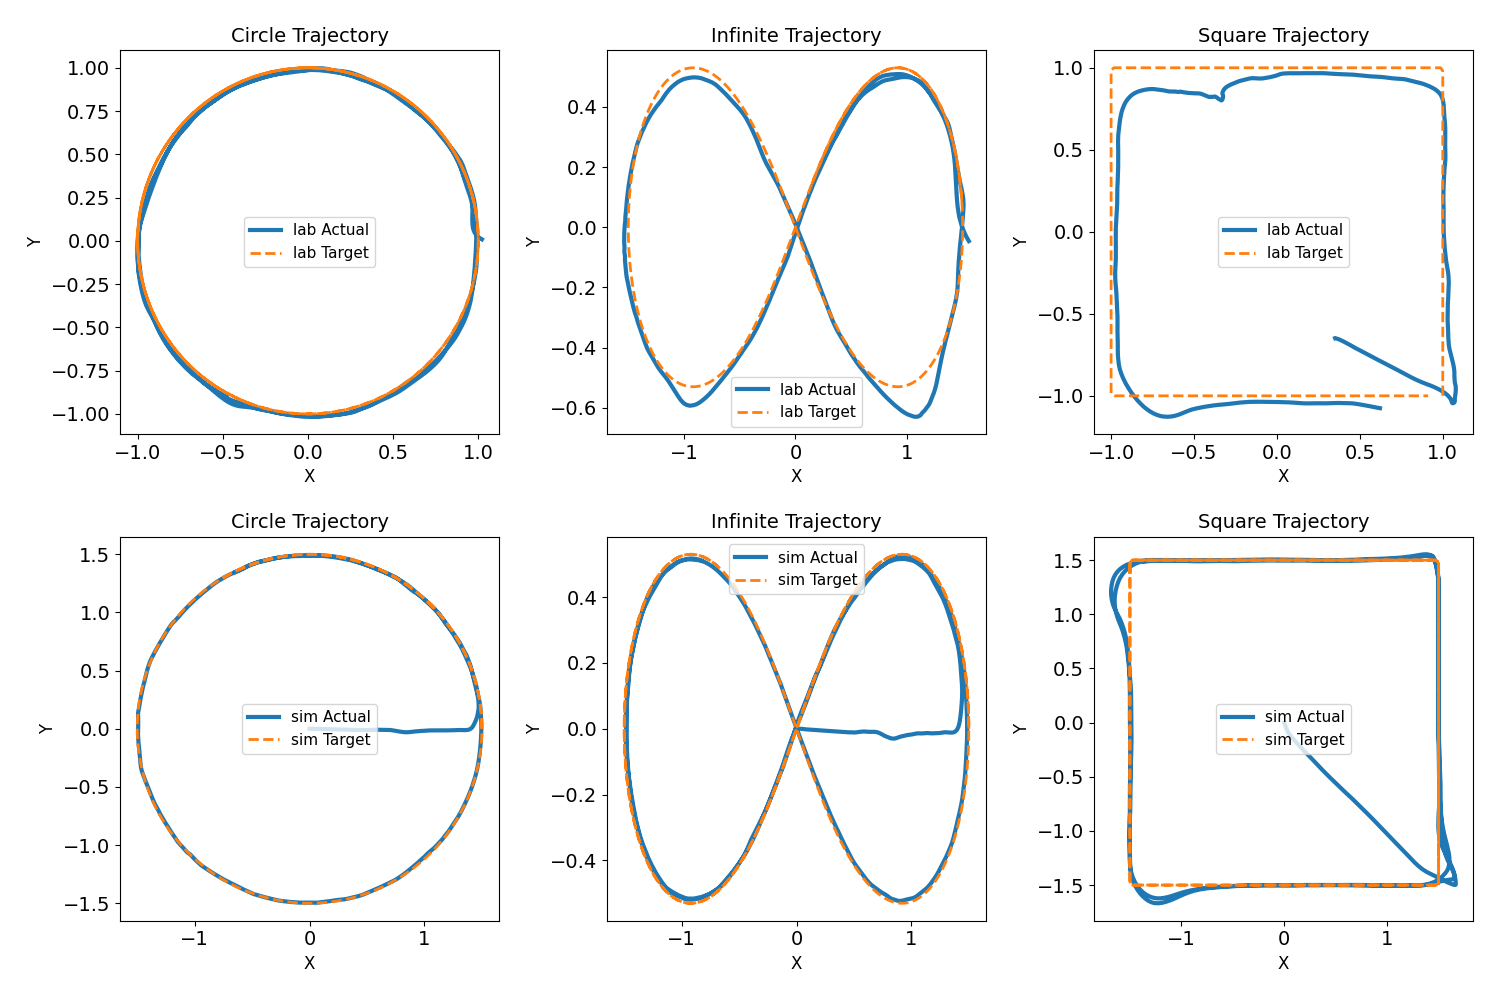 Circle Trajectory
1.00
0.75
0.50
0.25
0.00
−0.25
−0.50
−0.75
−1.00
Y
lab Actual
lab Target
−1.0 −0.5 0.0 0.5 1.0
X
Infinite Trajectory
0.4
0.2
0.0
−0.2
−0.4
−0.6
Y
lab Actual
lab Target
−1 0 1
X
Square Trajectory
1.0
0.5
0.0
−0.5
−1.0
Y
lab Actual
lab Target
−1.0 −0.5 0.0 0.5 1.0
X
Circle Trajectory
1.5
1.0
0.5
0.0
−0.5
−1.0
−1.5
Y
sim Actual
sim Target
−1 0 1
X
Infinite Trajectory
sim Actual
sim Target
0.4
0.2
0.0
−0.2
−0.4
Y
−1 0 1
X
Square Trajectory
1.5
1.0
0.5
0.0
−0.5
−1.0
−1.5
Y
sim Actual
sim Target
−1 0 1
X